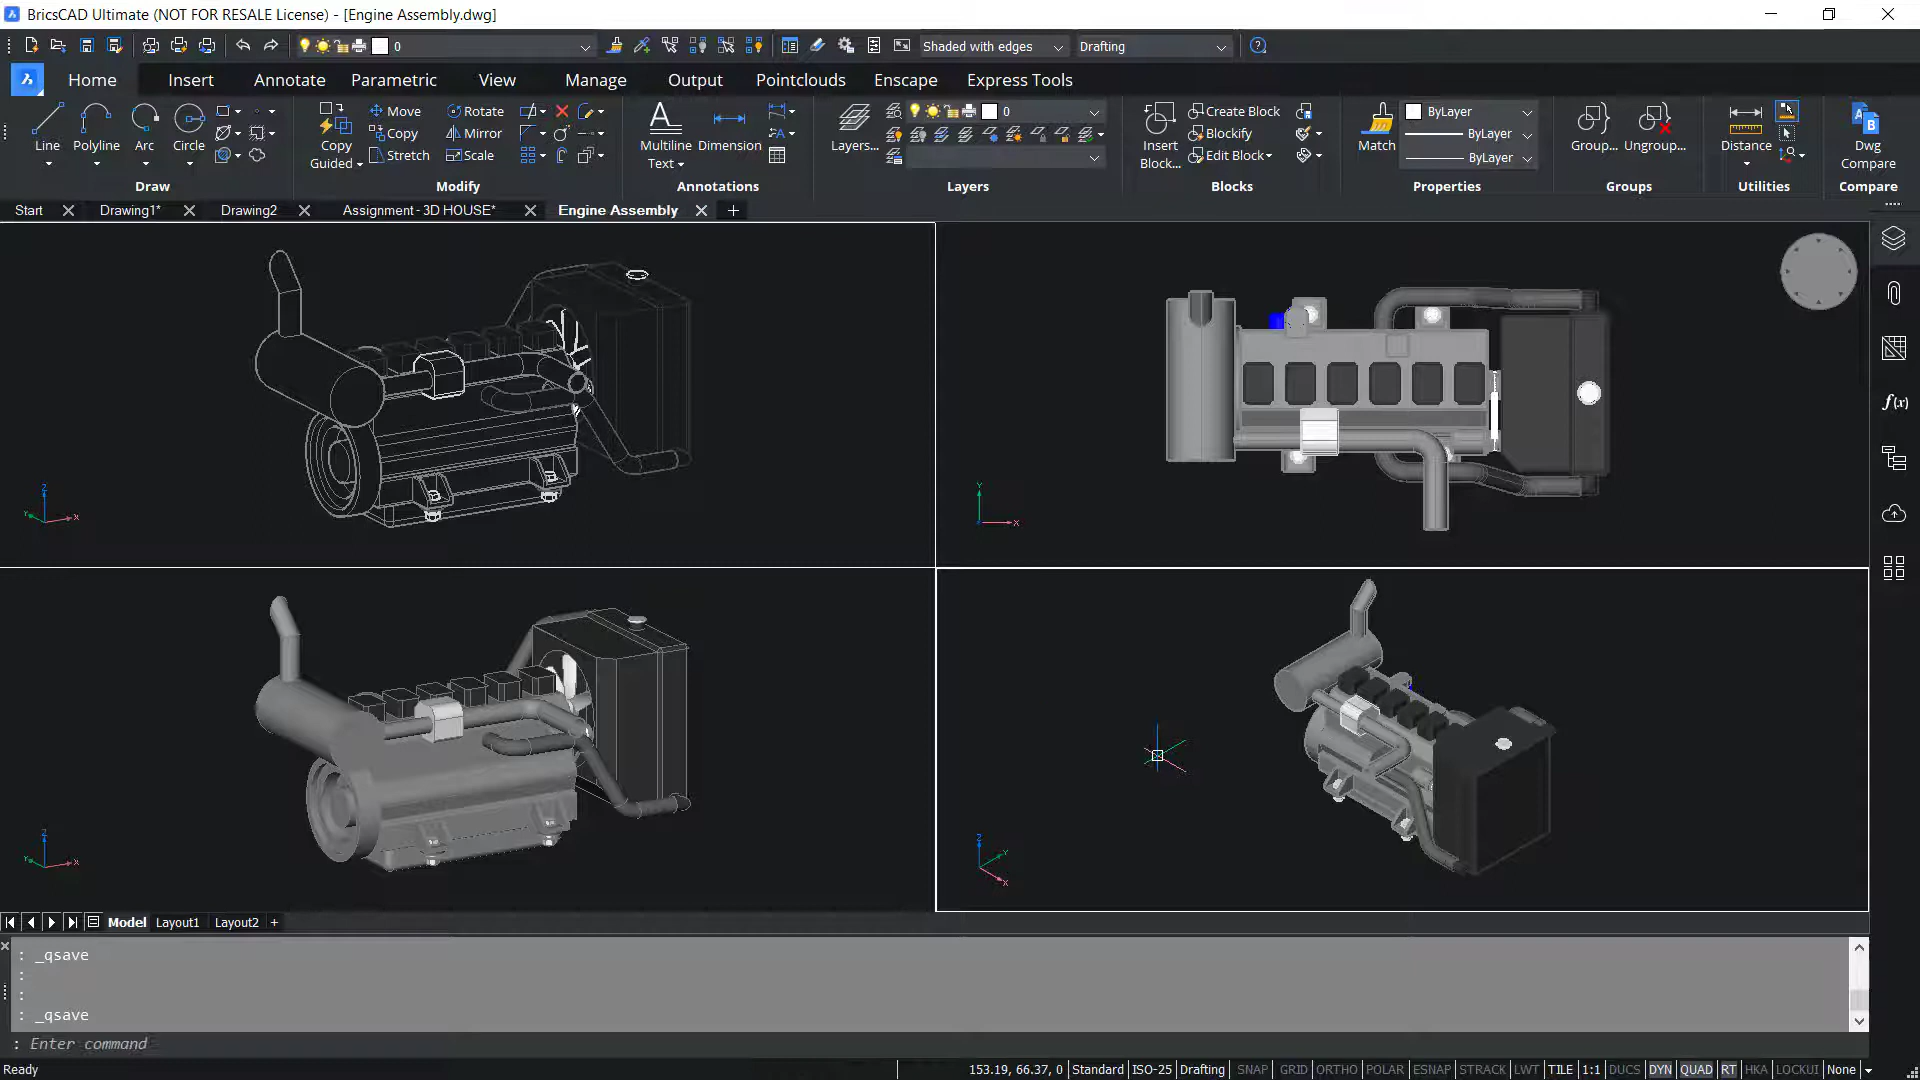 BricsCAD Ultimate (NOT FOR RESALE License) - [Engine Assembly.dwg]
0
Shaded with edges
Drafting
Home
Insert
Annotate
Parametric
View
Manage
Output
Pointclouds
Enscape
Express Tools
Line
Polyline
Arc
Circle
Draw
Copy
Guided
Move
Copy
Stretch
Rotate
Mirror
Scale
Modify
Multiline
Text
Dimension
Annotations
Layers...
0
Layers
Insert
Block...
Create Block
Blockify
Edit Block
Blocks
Match
ByLayer
ByLayer
ByLayer
Properties
Group...
Ungroup...
Groups
Distance
Utilities
Dwg
Compare
Compare
Start
Drawing1*
Drawing2
Assignment - 3D HOUSE*
Engine Assembly
f(x)
Z
Y
X
Y
X
Z
Y
X
Z
Y
X
Model
Layout1
Layout2
+
: _qsave
:
:
: _qsave
: Enter command
Ready
153.19, 66.37, 0
Standard
ISO-25
Drafting
SNAP
GRID
ORTHO
POLAR
ESNAP
STRACK
LWT
TILE
1:1
DUCS
DYN
QUAD
RT
HKA
LOCKUI
None